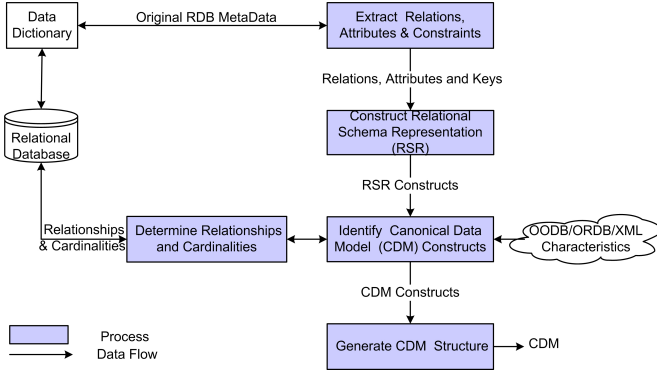 Data
Dictionary
Original RDB MetaData
Extract Relations,
Attributes & Constraints
Relations, Attributes and Keys
Construct Relational
Schema Representation
(RSR)
Relational
Database
RSR Constructs
Relationships
& Cardinalities
Determine Relationships
and Cardinalities
Identify Canonical Data
Model (CDM) Constructs
OODB/ORDB/XML
Characteristics
CDM Constructs
Generate CDM Structure
CDM
Process
Data Flow